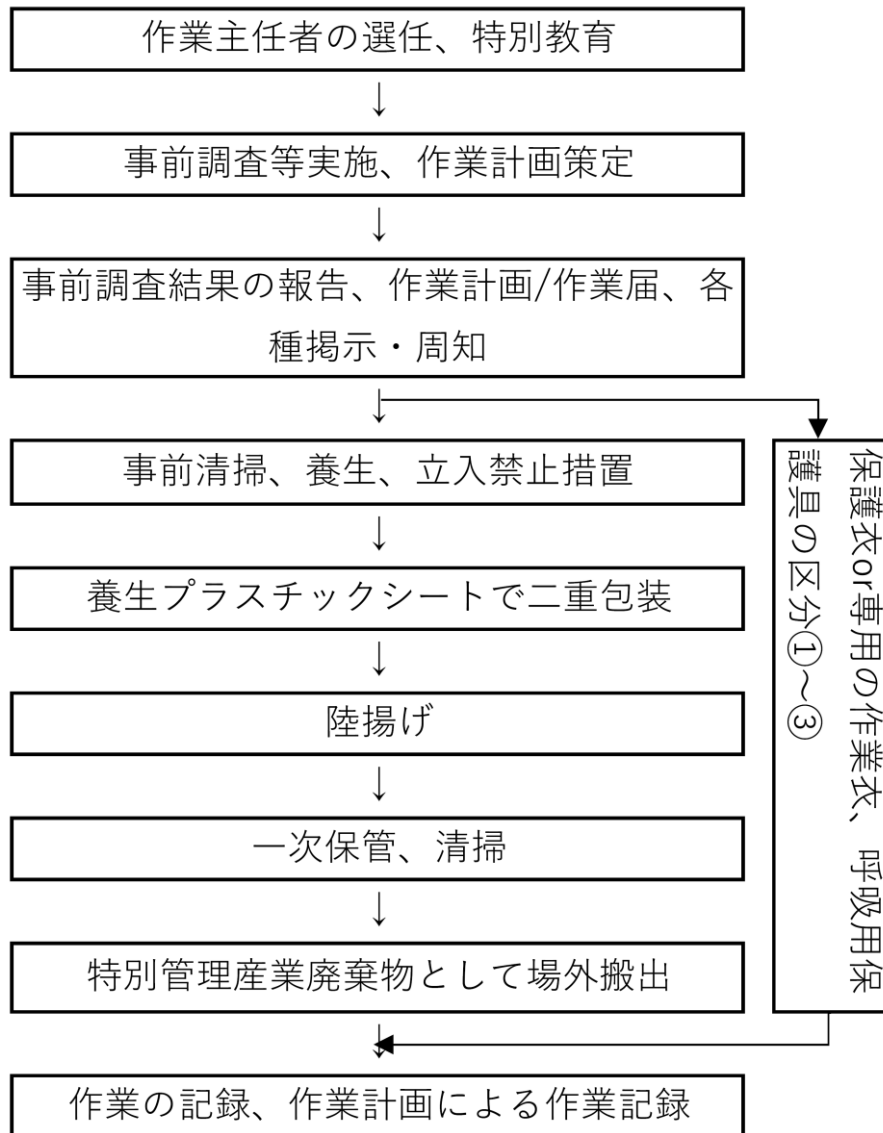 作業主任者の選任、特別教育
↓
事前調査等実施、作業計画策定
↓
事前調査結果の報告、作業計画/作業届、各
種掲示・周知
↓
事前清掃、養生、立入禁止措置
↓
養生プラスチックシートで二重包装
↓
陸揚げ
↓
一次保管、清掃
↓
特別管理産業廃棄物として場外搬出
↓
作業の記録、作業計画による作業記録
保護衣or専用の作業衣、呼吸用保
護具の区分①～③